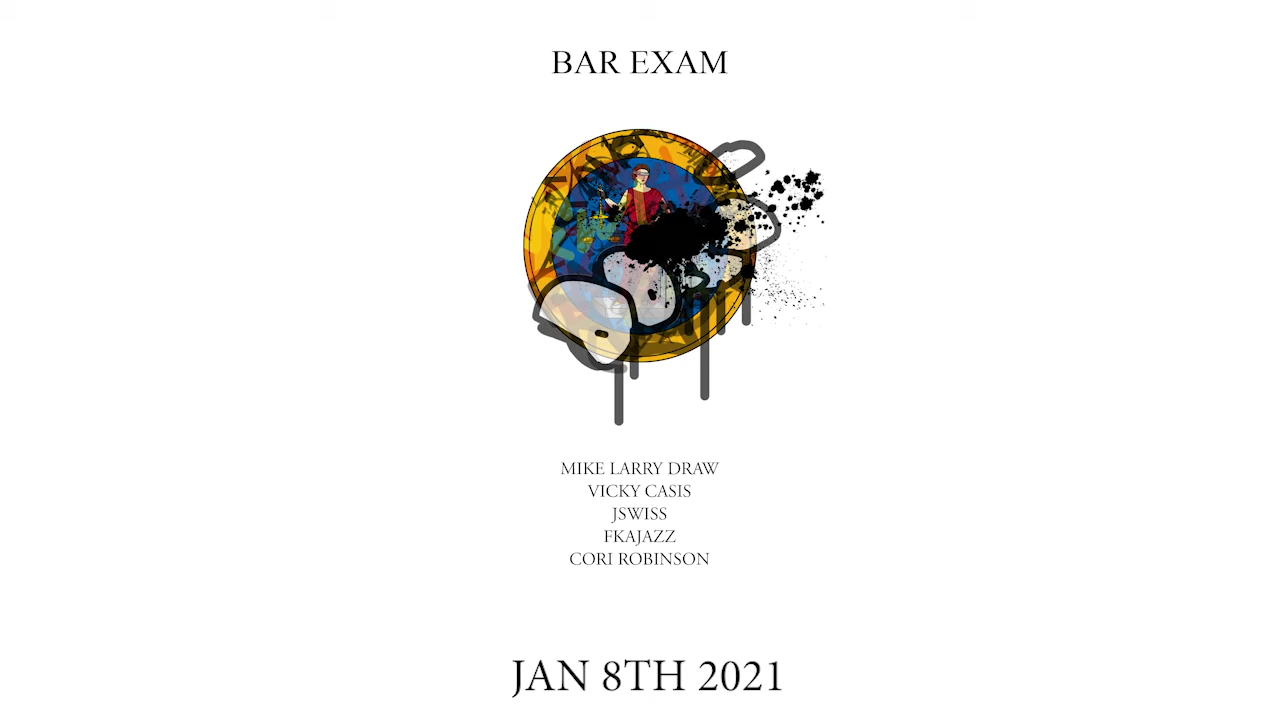 BAR EXAM
MIKE LARRY DRAW
VICKY CASIS
JSWISS
FKAJAZZ
CORI ROBINSON
JAN 8TH 2021